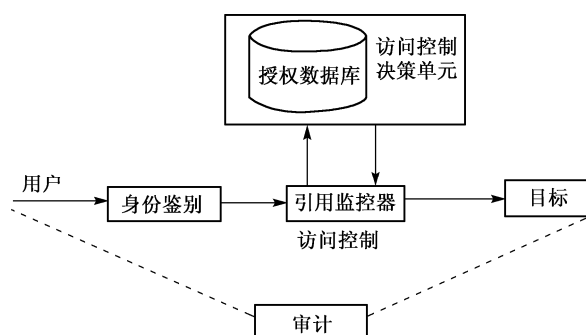 授权数据库
访问控制
决策单元
用户
身份鉴别
引用监控器
目标
访问控制
审计